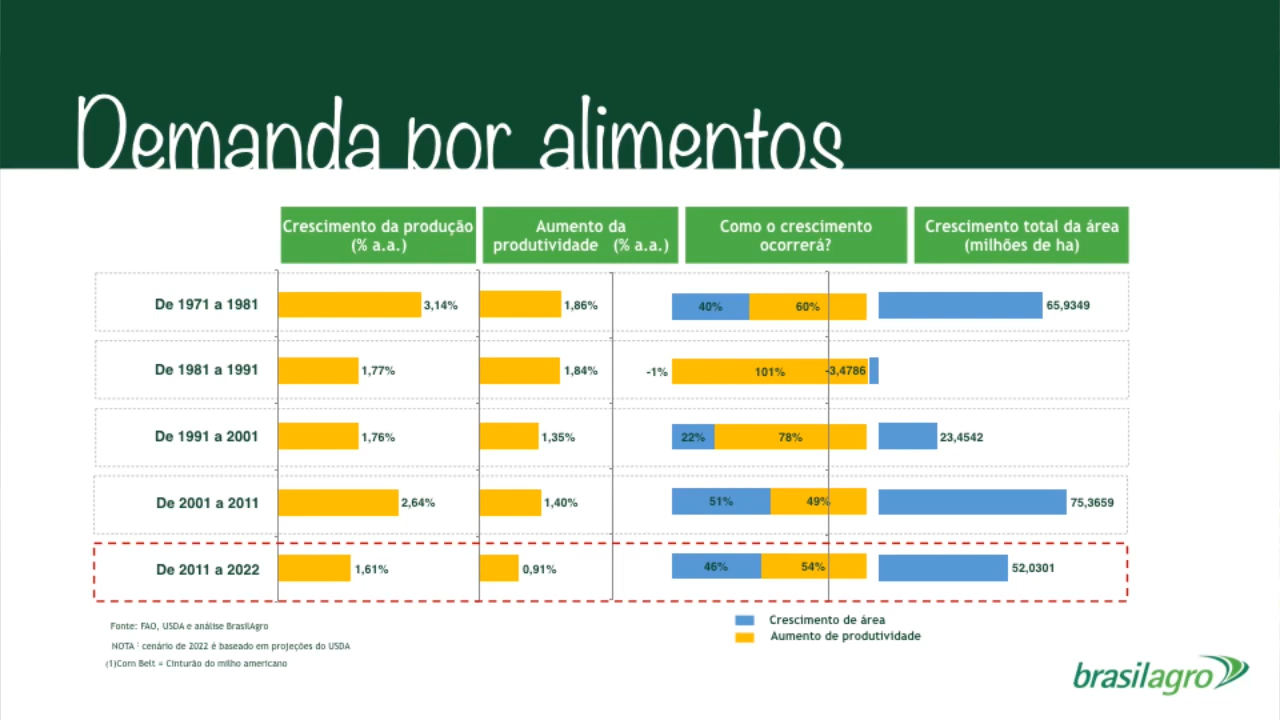 Demanda por alimentos
Crescimento da produção
(% a.a.)
Aumento da
produtividade (% a.a.)
Como o crescimento
ocorrerá?
Crescimento total da área
(milhões de ha)
De 1971 a 1981
3,14%
1,86%
40%
60%
65,9349
De 1981 a 1991
1,77%
1,84%
-1%
101%
-3,4786
De 1991 a 2001
1,76%
1,35%
22%
78%
23,4542
De 2001 a 2011
2,64%
1,40%
51%
49%
75,3659
De 2011 a 2022
1,61%
0,91%
46%
54%
52,0301
Fonte: FAO, USDA e análise BrasilAgro
NOTA : cenário de 2022 é baseado em projeções do USDA
(1)Corn Belt = Cinturão do milho americano
Crescimento de área
Aumento de produtividade
brasilagro